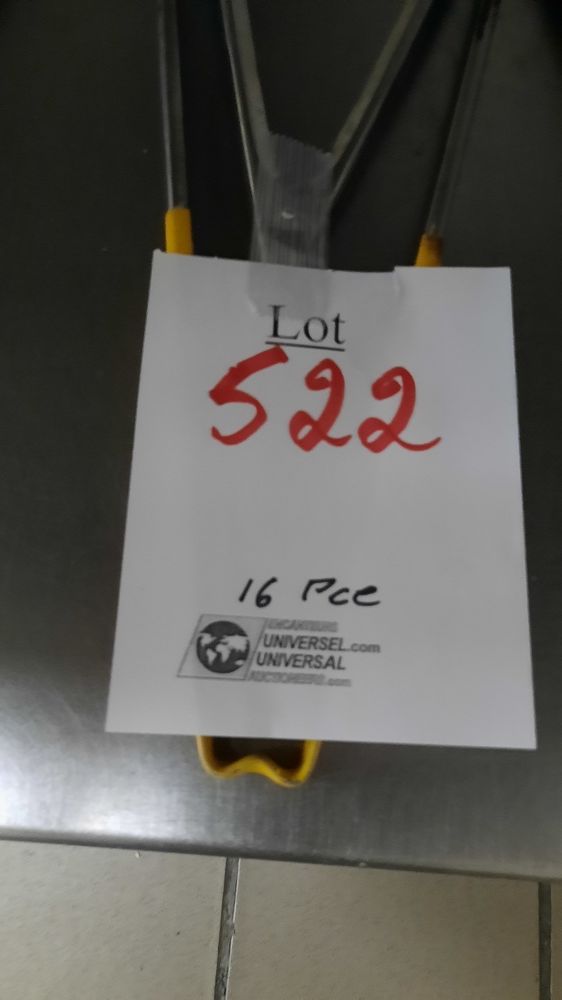 Lot
522
16 Pce
ENCANTEURS
UNIVERSEL.com
UNIVERSAL
AUCTIONEERS.com